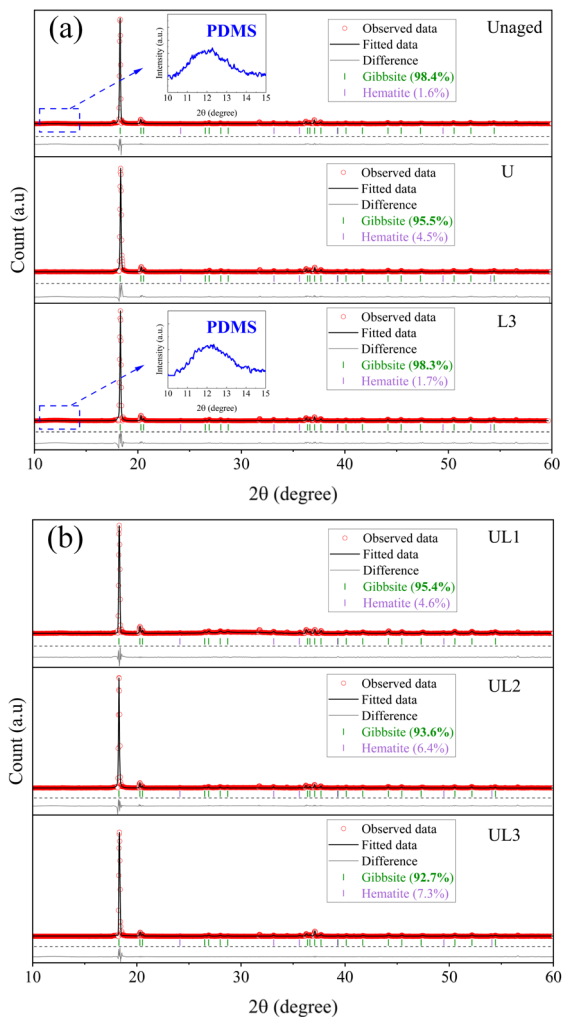 (a)
Unaged
Observed data
Fitted data
Difference
Gibbsite (98.4%)
Hematite (1.6%)
PDMS
Intensity (a.u.)
10 11 12 13 14 15
2θ (degree)
U
Observed data
Fitted data
Difference
Gibbsite (95.5%)
Hematite (4.5%)
Count (a.u)
L3
Observed data
Fitted data
Difference
Gibbsite (98.3%)
Hematite (1.7%)
PDMS
Intensity (a.u.)
10 11 12 13 14 15
2θ (degree)
10 20 30 40 50 60
2θ (degree)
(b)
UL1
Observed data
Fitted data
Difference
Gibbsite (95.4%)
Hematite (4.6%)
UL2
Observed data
Fitted data
Difference
Gibbsite (93.6%)
Hematite (6.4%)
Count (a.u)
UL3
Observed data
Fitted data
Difference
Gibbsite (92.7%)
Hematite (7.3%)
10 20 30 40 50 60
2θ (degree)